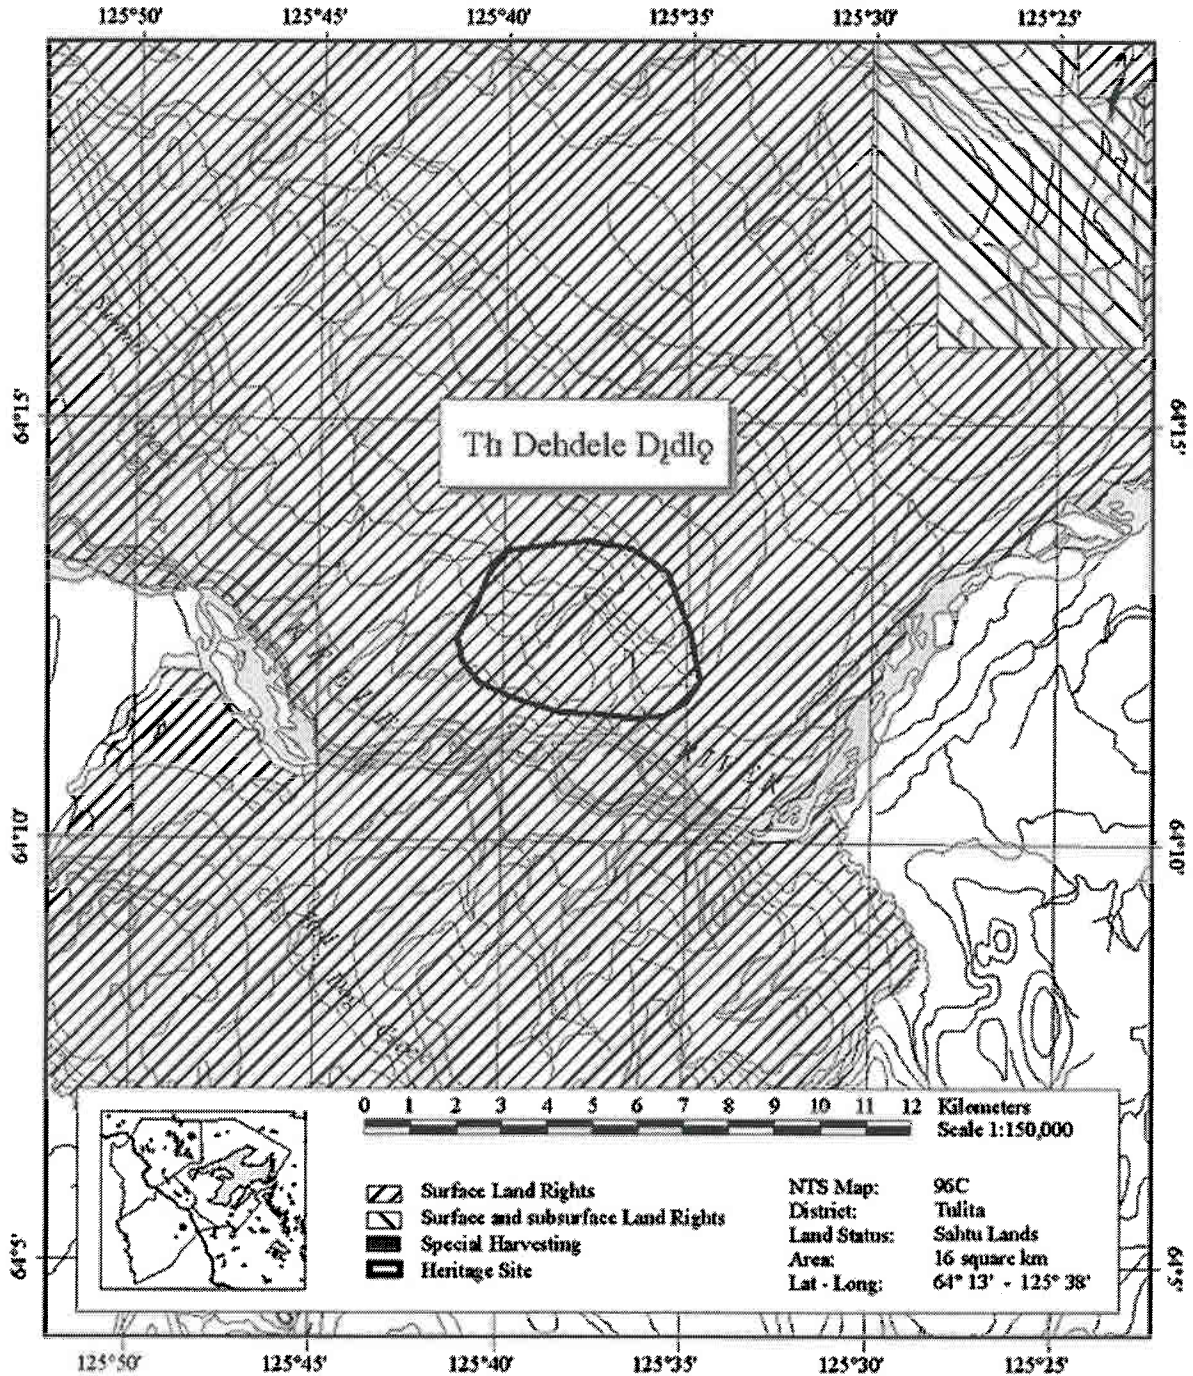 125°50' 125°45' 125°40' 125°35' 125°30' 125°25'
64°15' 64°15'
Th Dehdele Dı̨dlǫ
RIVER
64°10' 64°10'
0 1 2 3 4 5 6 7 8 9 10 11 12 Kilometers
Scale 1:150,000
Surface Land Rights
Surface and subsurface Land Rights
Special Harvesting
Heritage Site
NTS Map: 96C
District: Tulita
Land Status: Sahtu Lands
Area: 16 square km
Lat - Long: 64° 13' - 125° 38'
64°5' 64°5'
125°50' 125°45' 125°40' 125°35' 125°30' 125°25'